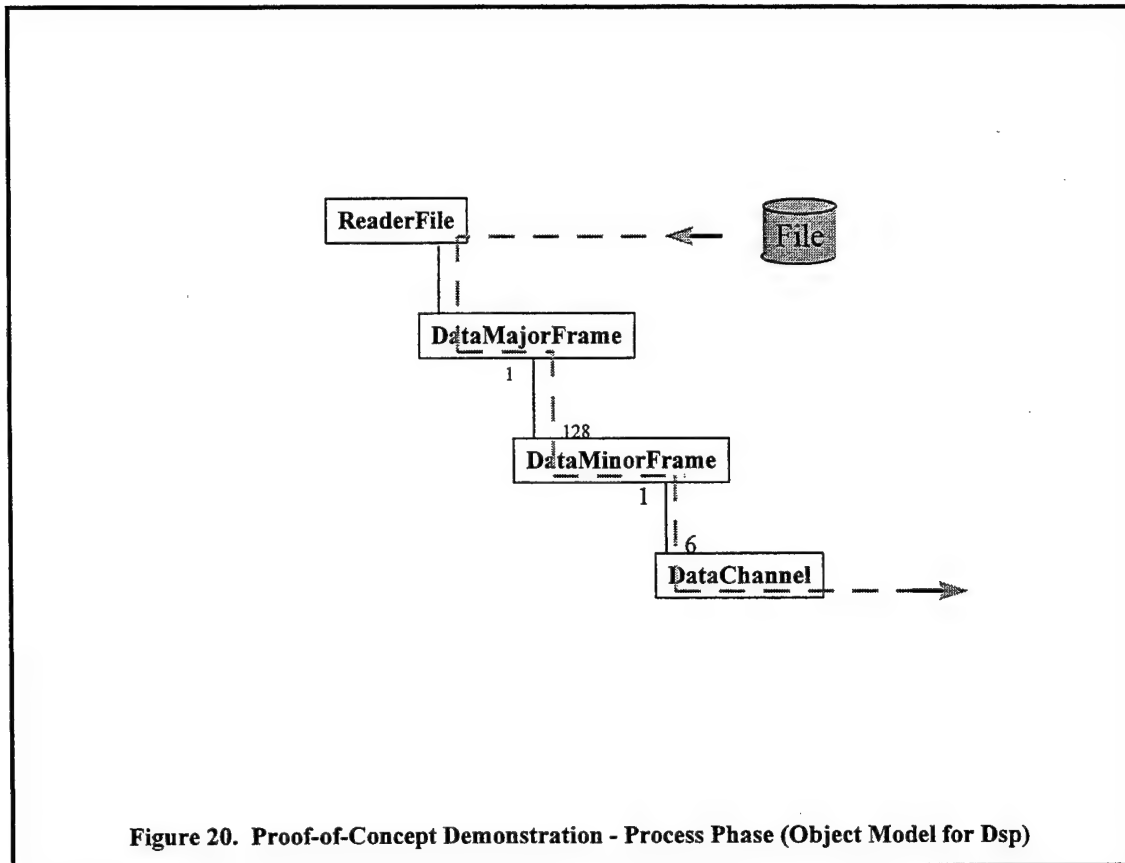 ReaderFile
File
DataMajorFrame
1
128
DataMinorFrame
1
6
DataChannel
Figure 20. Proof-of-Concept Demonstration - Process Phase (Object Model for Dsp)